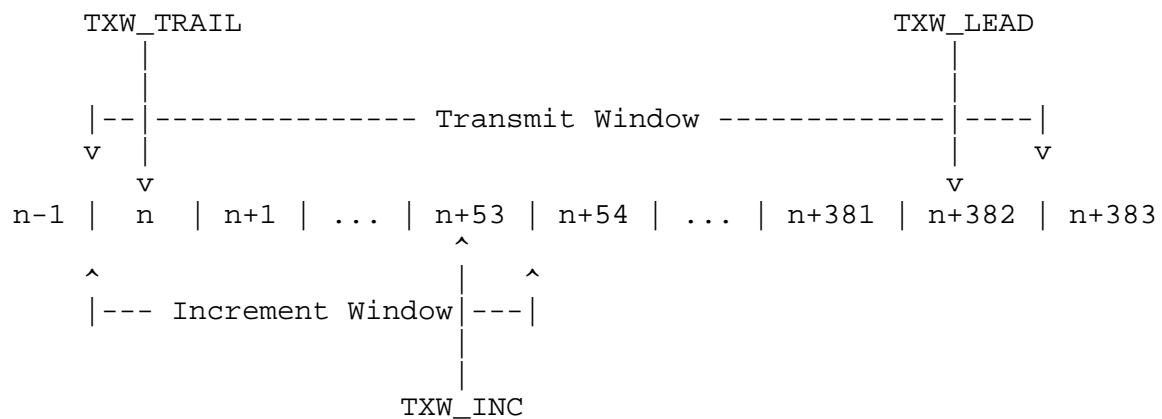 TXW_TRAIL TXW_LEAD
| |
| |
|--|--------------- Transmit Window -------------|----|
v | | v
v v
n-1 | n | n+1 | ... | n+53 | n+54 | ... | n+381 | n+382 | n+383
^
^ | ^
|--- Increment Window|---|
|
|
TXW_INC